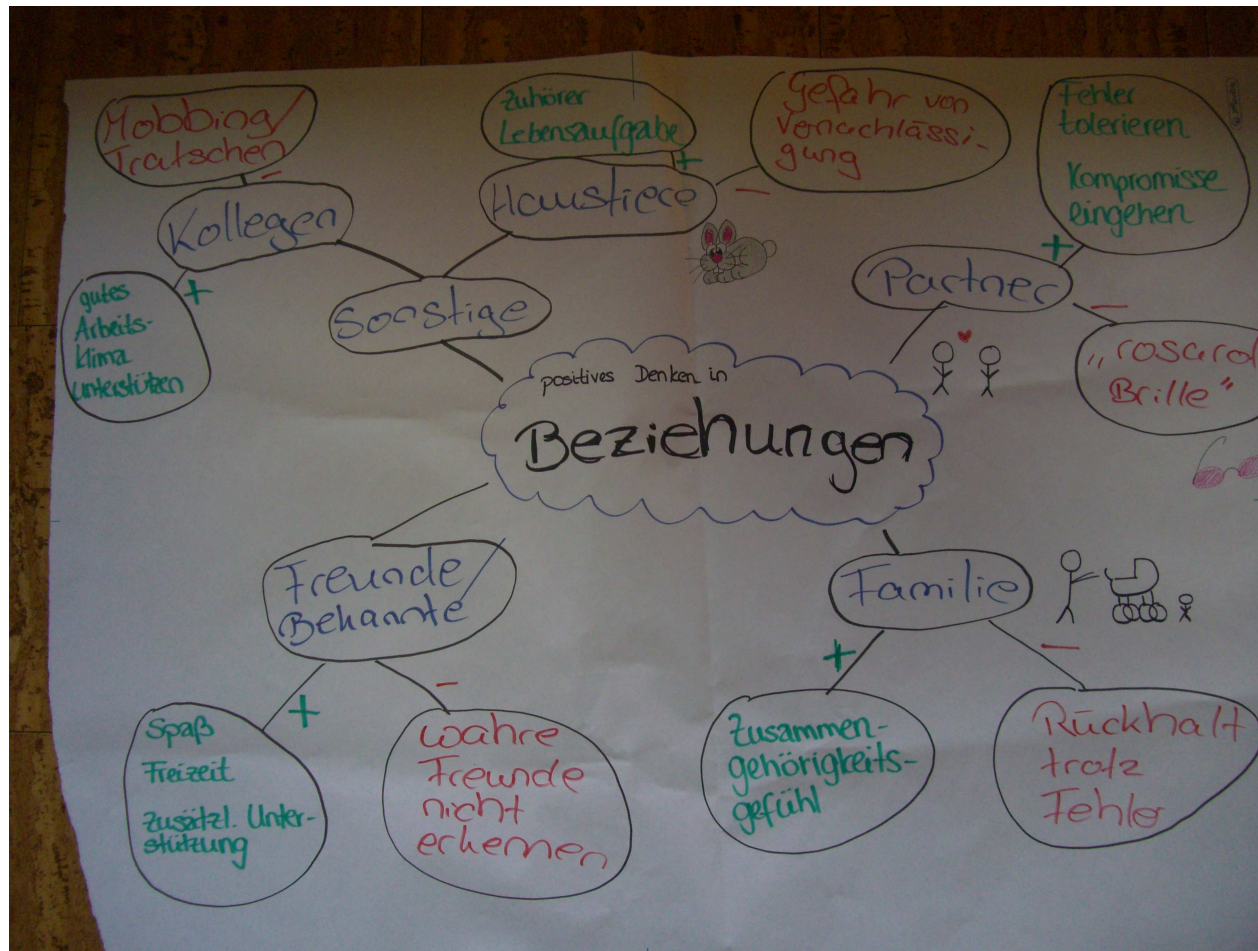 Mobbing/
Tratschen
Kollegen
gutes
Arbeits-
klima
unterstützen
Sonstige
Zuhörer
Lebensaufgabe
Haustiere
Gefahr von
Vernachlässi-
gung
Fehler
tolerieren
Kompromisse
eingehen
Partner
„rosarot
Brille"
positives Denken in
Beziehungen
Freunde/
Bekannte
Spaß
Freizeit
zusätzl. Unter-
stützung
wahre
Freunde
nicht
erkennen
Familie
Zusammen-
gehörigkeits-
gefühl
Rückhalt
trotz
Fehler